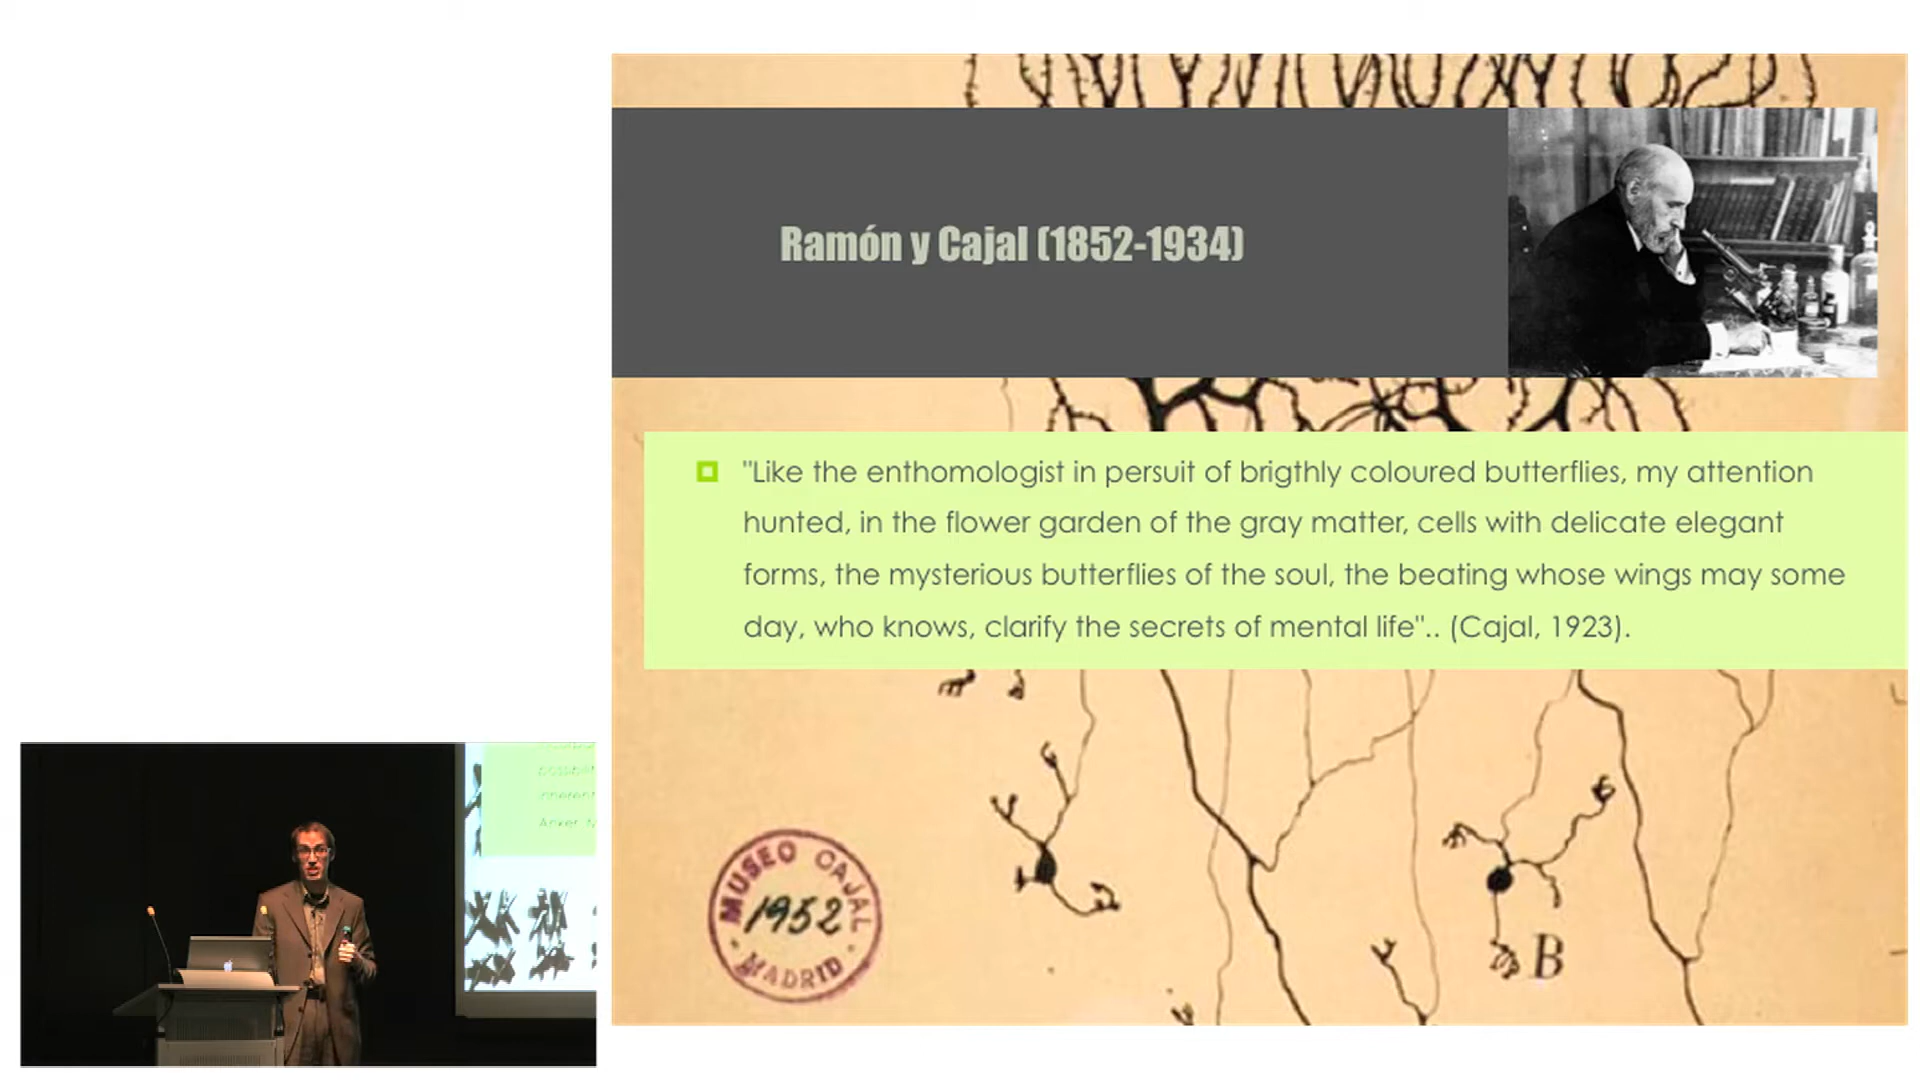 Ramón y Cajal (1852-1934)
"Like the enthomologist in persuit of brigthly coloured butterflies, my attention
hunted, in the flower garden of the gray matter, cells with delicate elegant
forms, the mysterious butterflies of the soul, the beating whose wings may some
day, who knows, clarify the secrets of mental life".. (Cajal, 1923).
MUSEO CAJAL
1952
MADRID
B
inherent
Anker